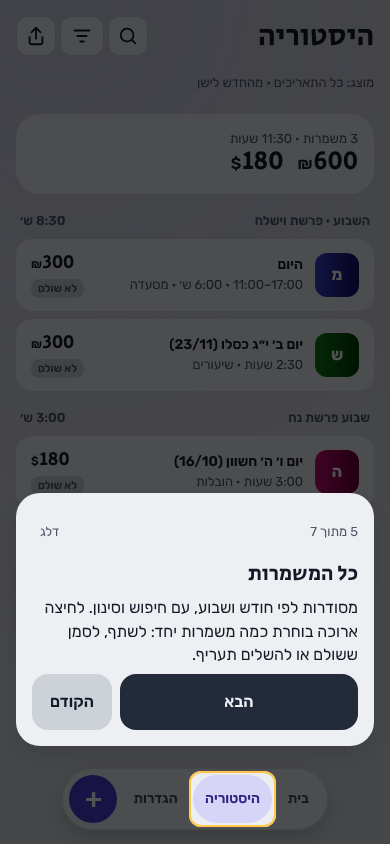 היסטוריה
מוצג: כל התאריכים • מהחדש לישן
3 משמרות • 11:30 שעות
₪600 $180
השבוע • פרשת וישלח 8:30 ש׳
מ
היום
11:00–17:00 • 6:00 ש׳ • מסעדה
₪300
לא שולם
ש
יום ב׳ י״ג כסלו (23/11)
2:30 שעות • שיעורים
₪300
לא שולם
שבוע פרשת נח 3:00 ש׳
ה
יום ו׳ ה׳ חשוון (16/10)
3:00 שעות • הובלות
$180
לא שולם
5 מתוך 7 דלג
כל המשמרות
מסודרות לפי חודש ושבוע, עם חיפוש וסינון. לחיצה
ארוכה בוחרת כמה משמרות יחד: לשתף, לסמן
ששולם או להשלים תעריף.
הבא הקודם
בית היסטוריה הגדרות +